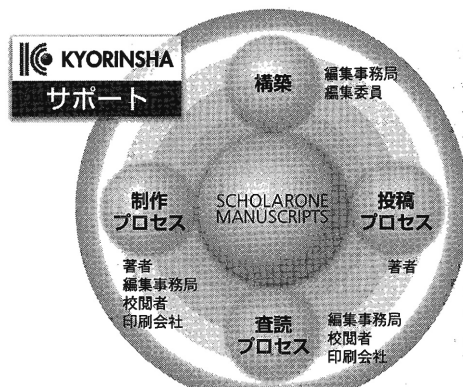 KYORINSHA
サポート
構築
編集事務局
編集委員
SCHOLARONE
MANUSCRIPTS
投稿
プロセス
著者
査読
プロセス
編集事務局
校閲者
印刷会社
制作
プロセス
著者
編集事務局
校閲者
印刷会社